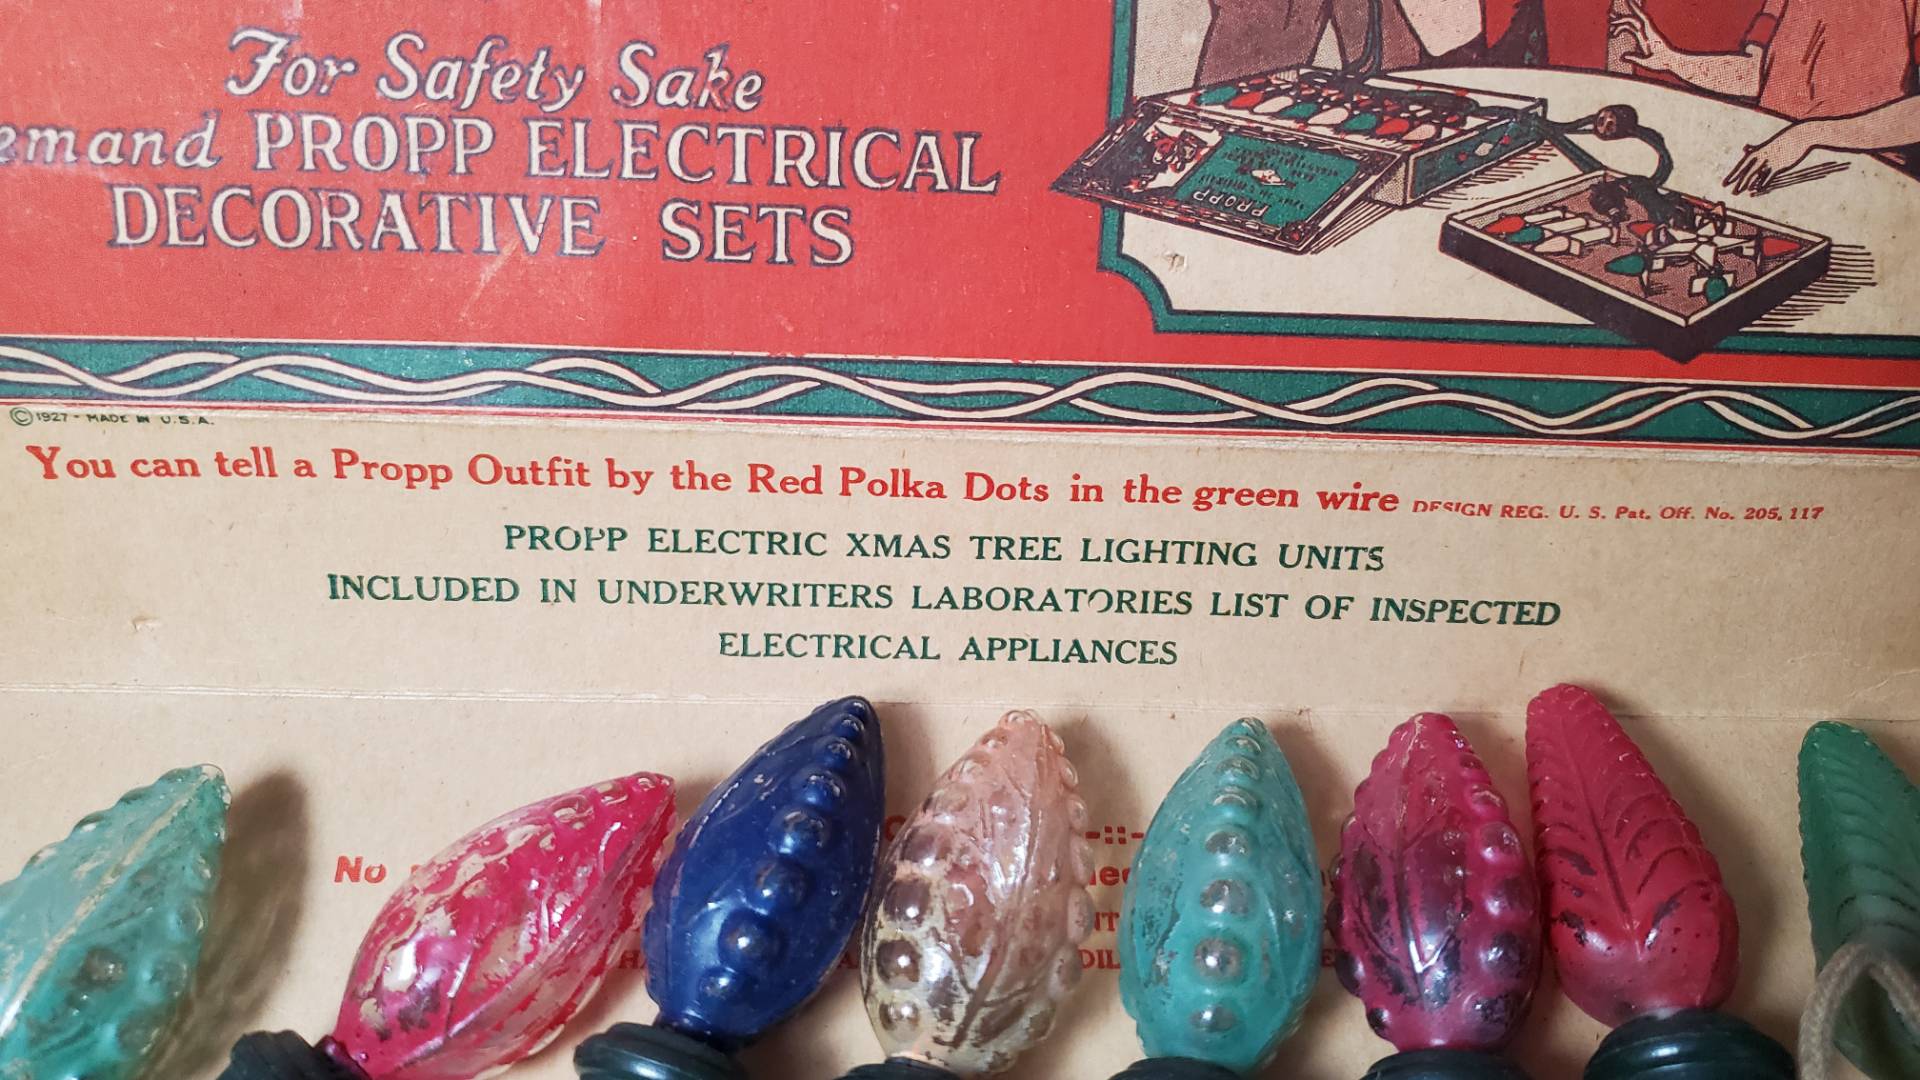 For Safety Sake
emand PROPP ELECTRICAL
DECORATIVE SETS
PROPP
© 1927 - MADE IN U.S.A.
You can tell a Propp Outfit by the Red Polka Dots in the green wire DESIGN REG. U. S. Pat. Off. No. 205,117
PROPP ELECTRIC XMAS TREE LIGHTING UNITS
INCLUDED IN UNDERWRITERS LABORATORIES LIST OF INSPECTED
ELECTRICAL APPLIANCES
-::-
No